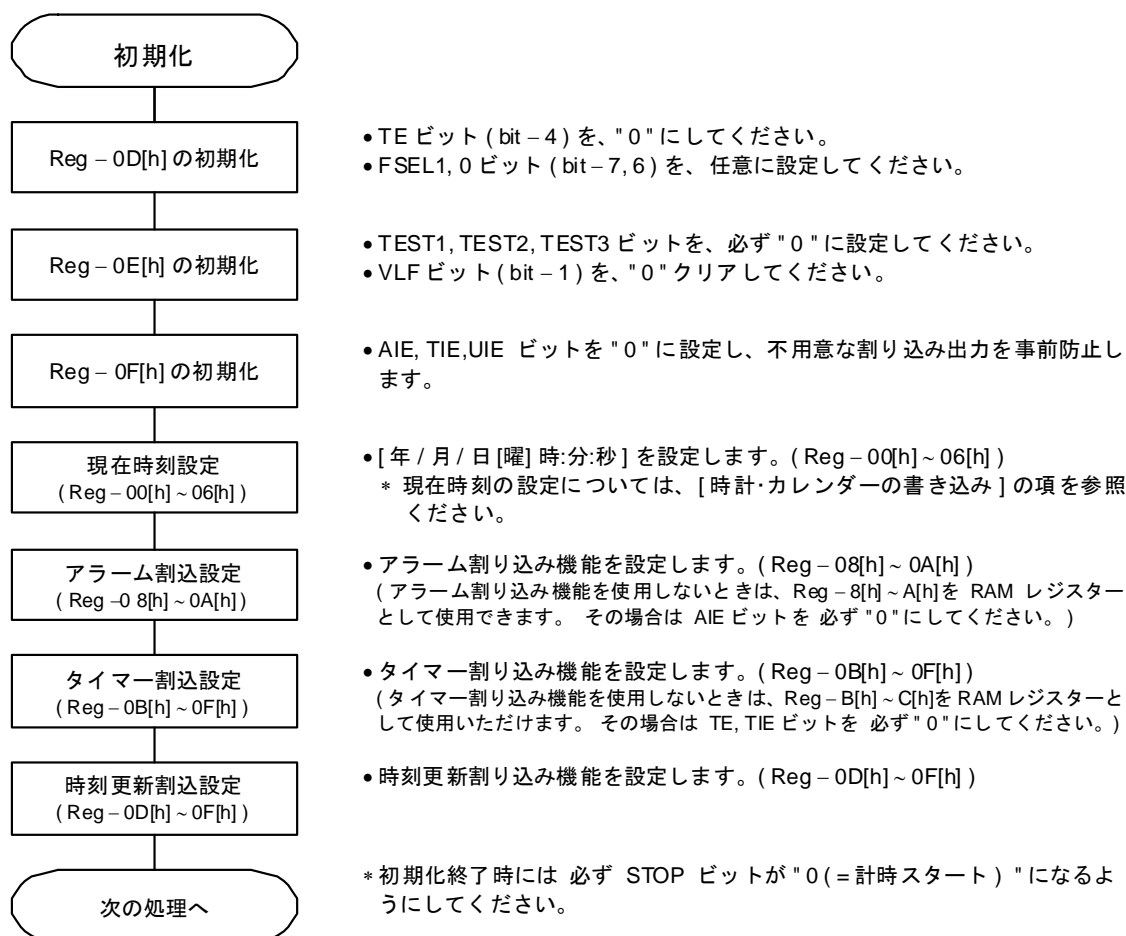 初期化
Reg – 0D[h] の初期化
• TE ビット ( bit – 4 ) を、" 0 " にしてください。
• FSEL1, 0 ビット ( bit – 7, 6 ) を、任意に設定してください。
Reg – 0E[h] の初期化
• TEST1, TEST2, TEST3 ビットを、必ず " 0 " に設定してください。
• VLF ビット ( bit – 1 ) を、" 0 " クリアしてください。
Reg – 0F[h] の初期化
• AIE, TIE,UIE ビットを " 0 " に設定し、不用意な割り込み出力を事前防止し
ます。
現在時刻設定
( Reg – 00[h] ~ 06[h] )
• [ 年 / 月 / 日 [曜] 時:分:秒 ] を設定します。( Reg – 00[h] ~ 06[h] )
* 現在時刻の設定については、[ 時計·カレンダーの書き込み ] の項を参照
ください。
アラーム割込設定
( Reg –0 8[h] ~ 0A[h] )
• アラーム割り込み機能を設定します。( Reg – 08[h] ~ 0A[h] )
( アラーム割り込み機能を使用しないときは、Reg – 8[h] ~ A[h]を RAM レジスター
として使用できます。 その場合は AIE ビットを 必ず " 0 " にしてください。 )
タイマー割込設定
( Reg – 0B[h] ~ 0F[h] )
• タイマー割り込み機能を設定します。( Reg – 0B[h] ~ 0F[h] )
( タイマー割り込み機能を使用しないときは、Reg – B[h] ~ C[h]を RAM レジスターと
して使用いただけます。 その場合は TE, TIE ビットを 必ず " 0 " にしてください。)
時刻更新割込設定
( Reg – 0D[h] ~ 0F[h] )
• 時刻更新割り込み機能を設定します。( Reg – 0D[h] ~ 0F[h] )
次の処理へ
* 初期化終了時には 必ず STOP ビットが " 0 ( = 計時スタート ) " になるよ
うにしてください。